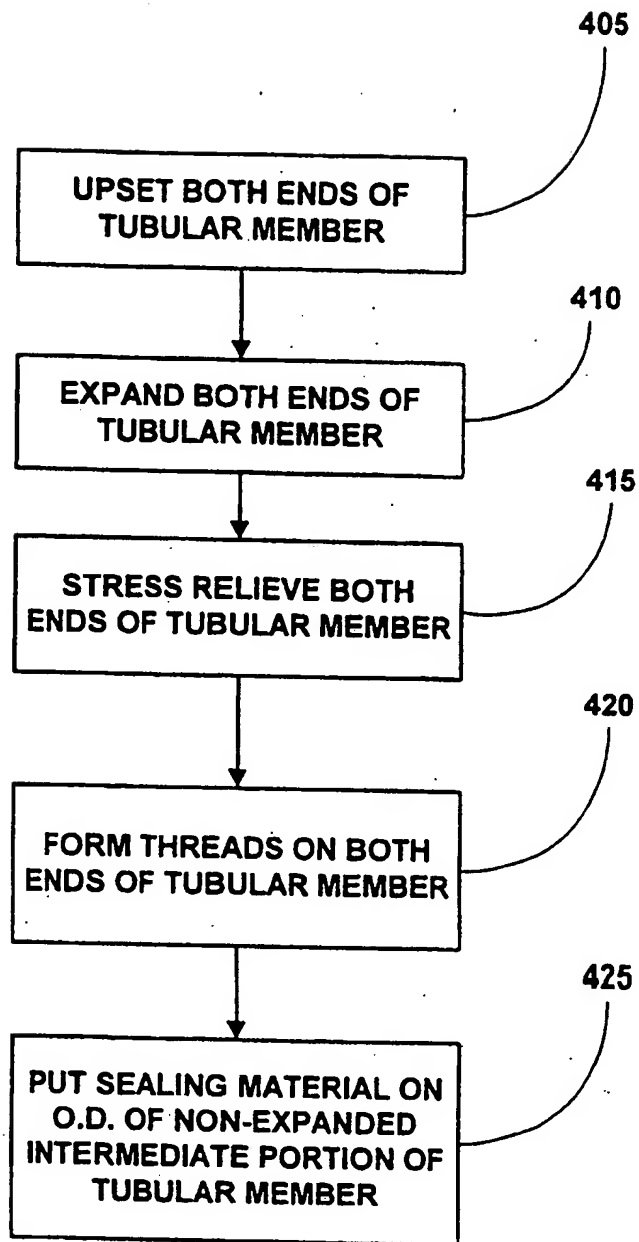 405
UPSET BOTH ENDS OF
TUBULAR MEMBER
410
EXPAND BOTH ENDS OF
TUBULAR MEMBER
415
STRESS RELIEVE BOTH
ENDS OF TUBULAR MEMBER
420
FORM THREADS ON BOTH
ENDS OF TUBULAR MEMBER
425
PUT SEALING MATERIAL ON
O.D. OF NON-EXPANDED
INTERMEDIATE PORTION OF
TUBULAR MEMBER